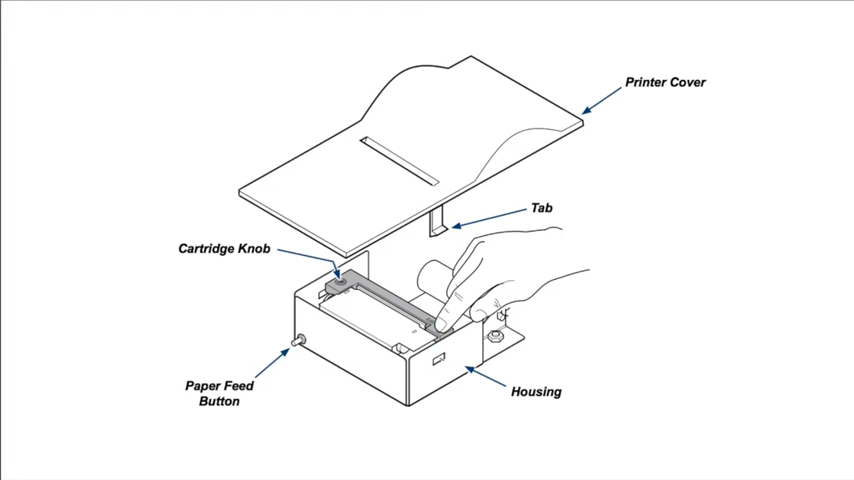 Printer Cover
Tab
Cartridge Knob
Paper Feed
Button
Housing